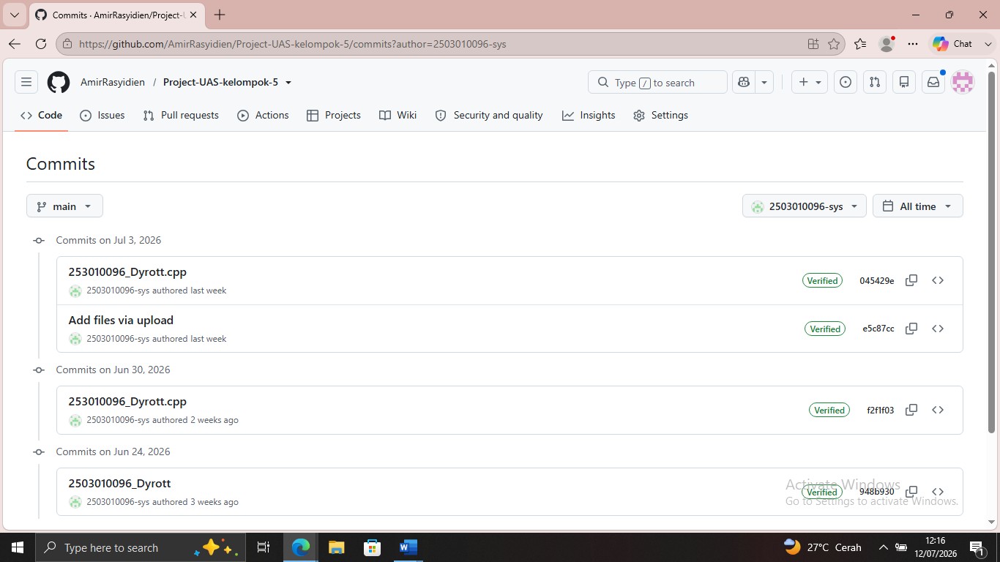 Commits · AmirRasyidien/Project-U
https://github.com/AmirRasyidien/Project-UAS-kelompok-5/commits?author=2503010096-sys
Chat
AmirRasyidien / Project-UAS-kelompok-5
Type / to search
Code
Issues
Pull requests
Actions
Projects
Wiki
Security and quality
Insights
Settings
Commits
main
2503010096-sys
All time
Commits on Jul 3, 2026
253010096_Dyrott.cpp
2503010096-sys authored last week
Verified
045429e
Add files via upload
2503010096-sys authored last week
Verified
e5c87cc
Commits on Jun 30, 2026
253010096_Dyrott.cpp
2503010096-sys authored 2 weeks ago
Verified
f2f1f03
Commits on Jun 24, 2026
2503010096_Dyrott
2503010096-sys authored 3 weeks ago
Verified
948b930
Activate Windows
Go to Settings to activate Windows.
Type here to search
27°C Cerah
12:16
12/07/2026
1